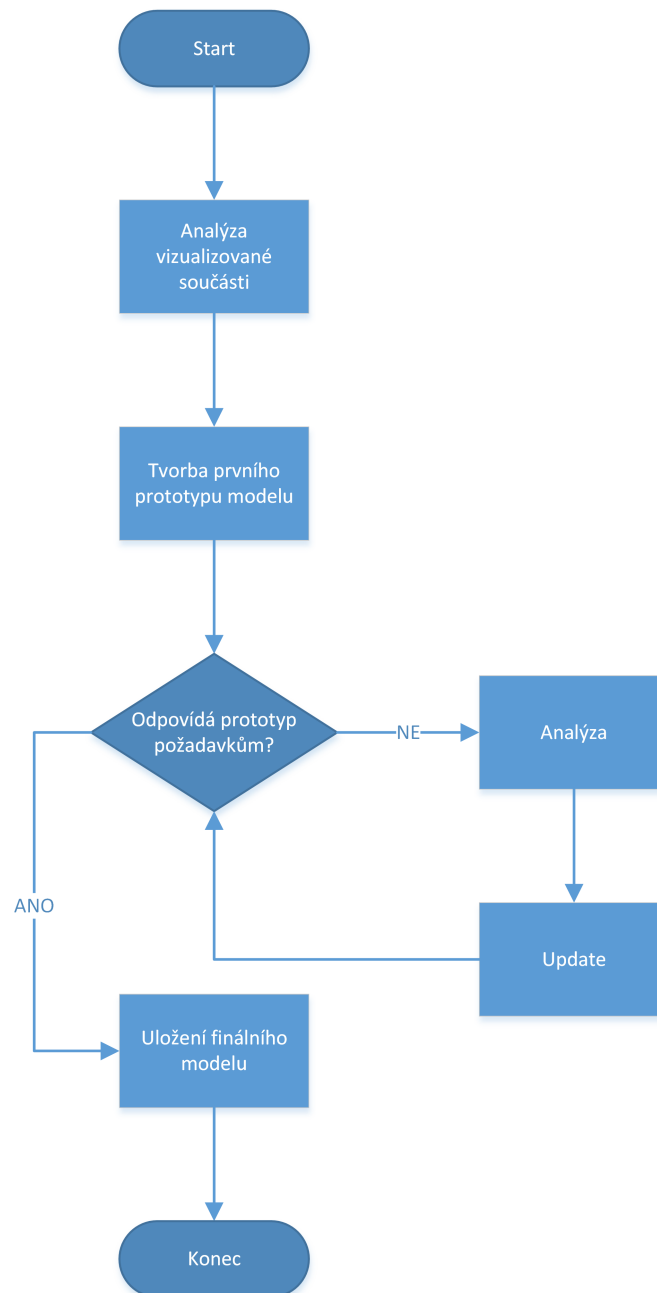 Start
Analýza
vizualizované
součásti
Tvorba prvního
prototypu modelu
Odpovídá prototyp
požadavkům?
NE
Analýza
ANO
Update
Uložení finálního
modelu
Konec